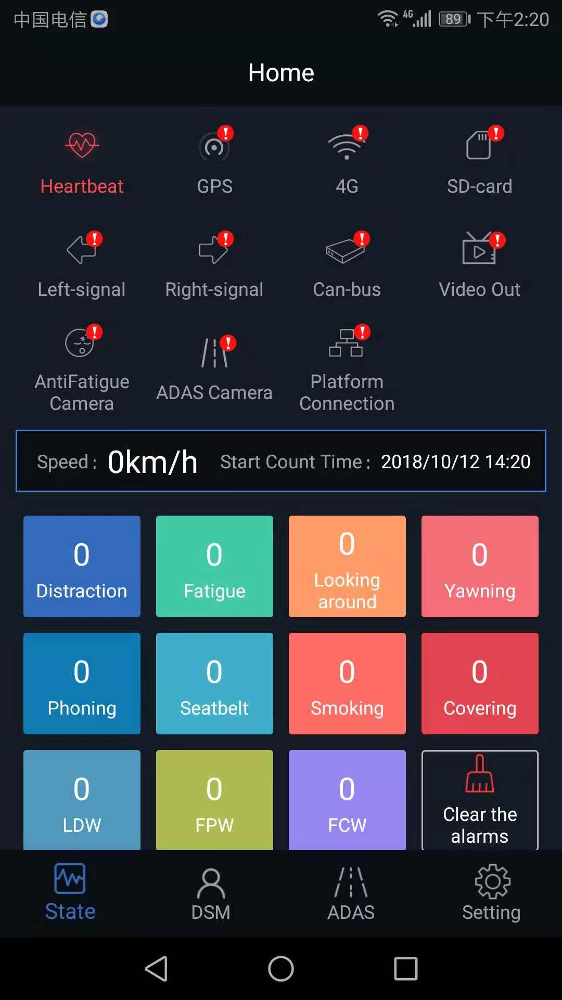 中国电信 4G 89 下午2:20
Home
Heartbeat GPS 4G SD-card
Left-signal Right-signal Can-bus Video Out
AntiFatigue
Camera
ADAS Camera
Platform
Connection
Speed: 0km/h Start Count Time: 2018/10/12 14:20
0 0 0 0
Distraction Fatigue Looking
around Yawning
0 0 0 0
Phoning Seatbelt Smoking Covering
0 0 0
LDW FPW FCW Clear the
alarms
State DSM ADAS Setting